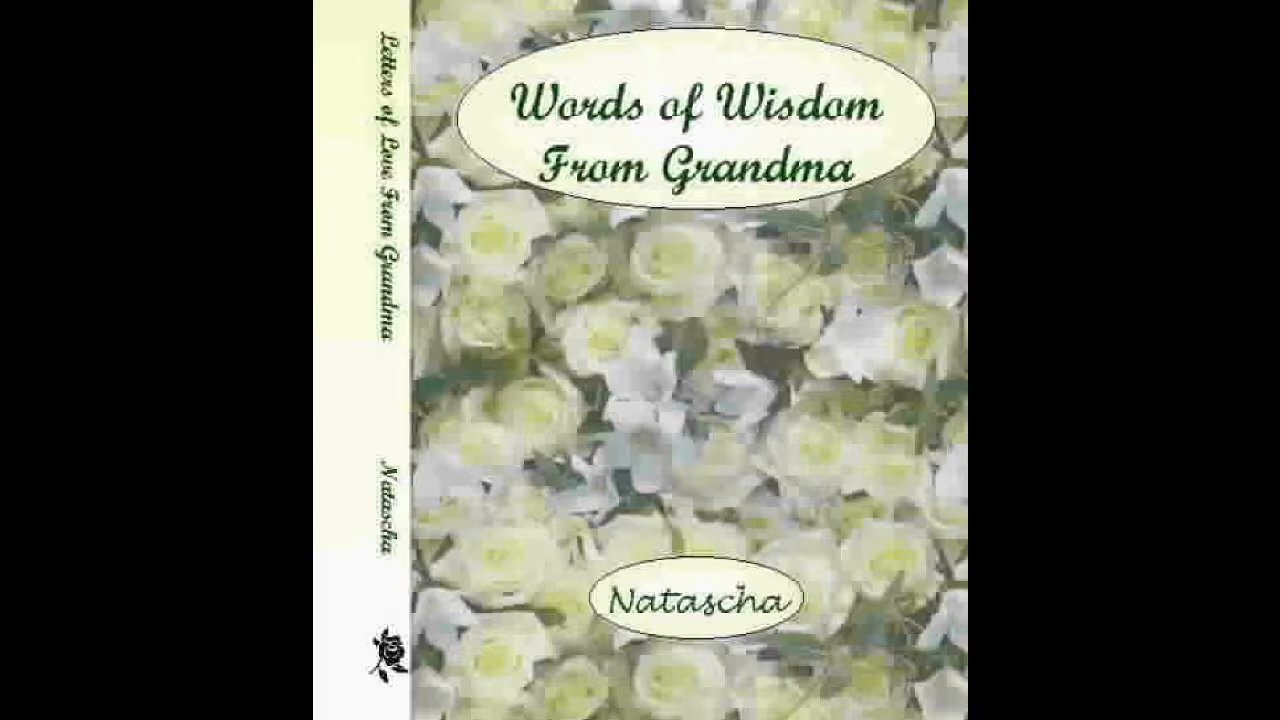 Letters of Love From Grandma
Natascha
Words of Wisdom
From Grandma
Natascha